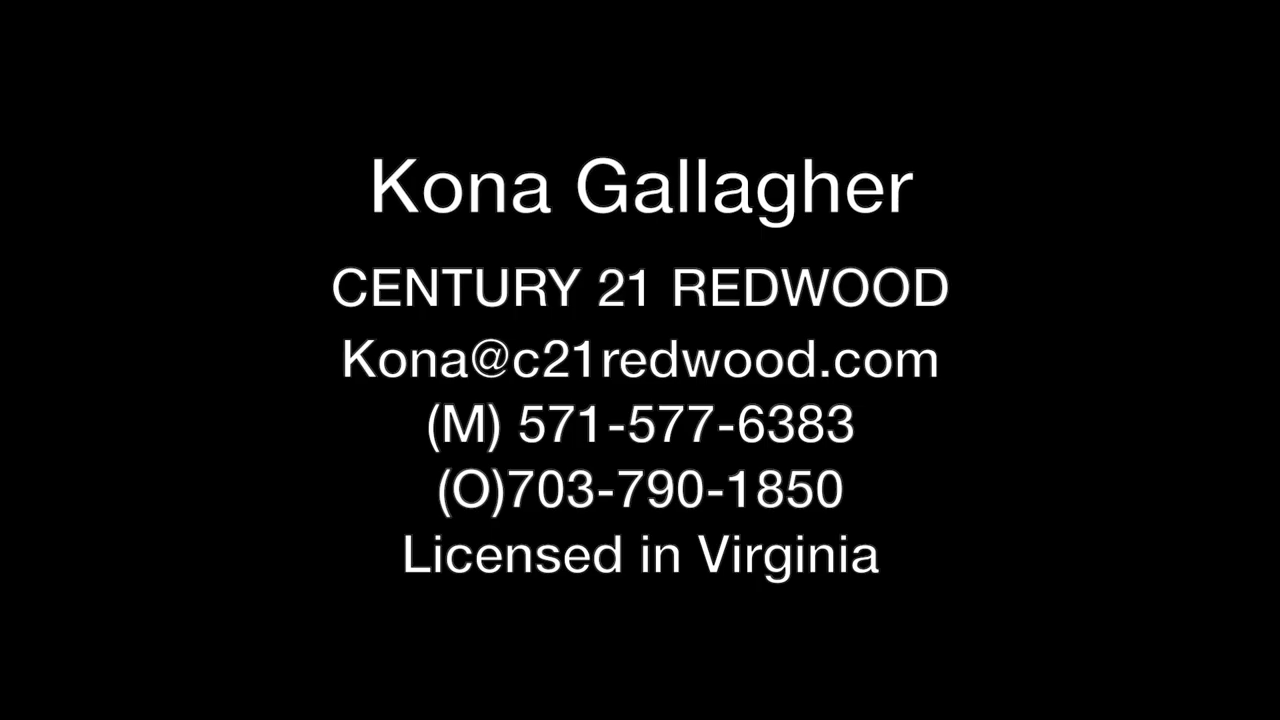 Kona Gallagher
CENTURY 21 REDWOOD
Kona@c21redwood.com
(M) 571-577-6383
(O)703-790-1850
Licensed in Virginia